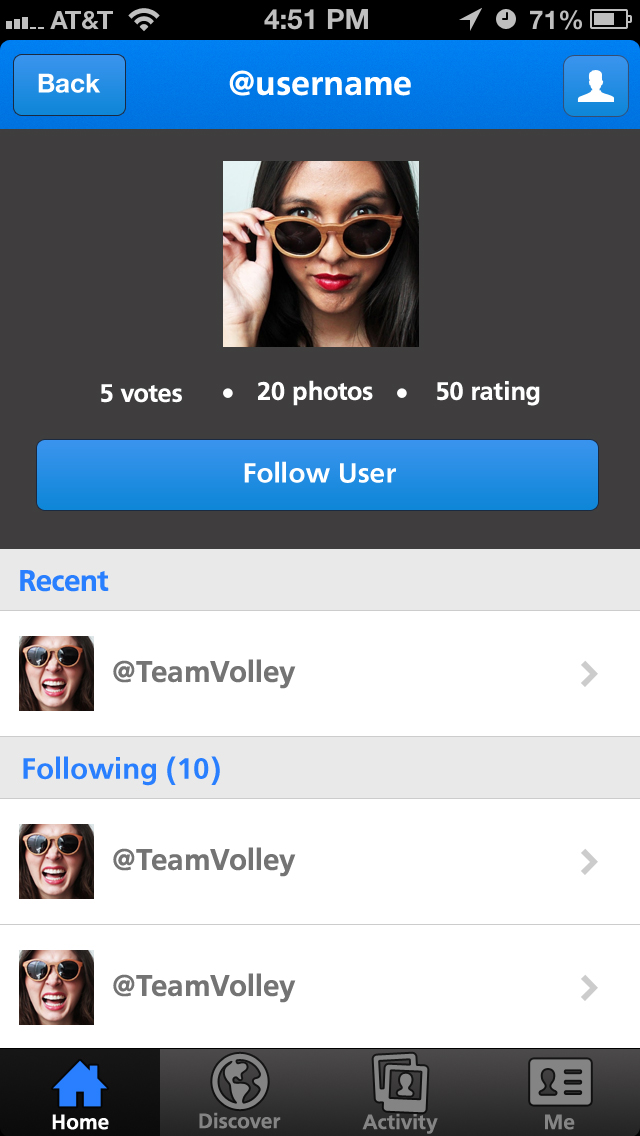 AT&T 4:51 PM 71%
Back @username
5 votes • 20 photos • 50 rating
Follow User
Recent
@TeamVolley
Following (10)
@TeamVolley
@TeamVolley
Home Discover Activity Me